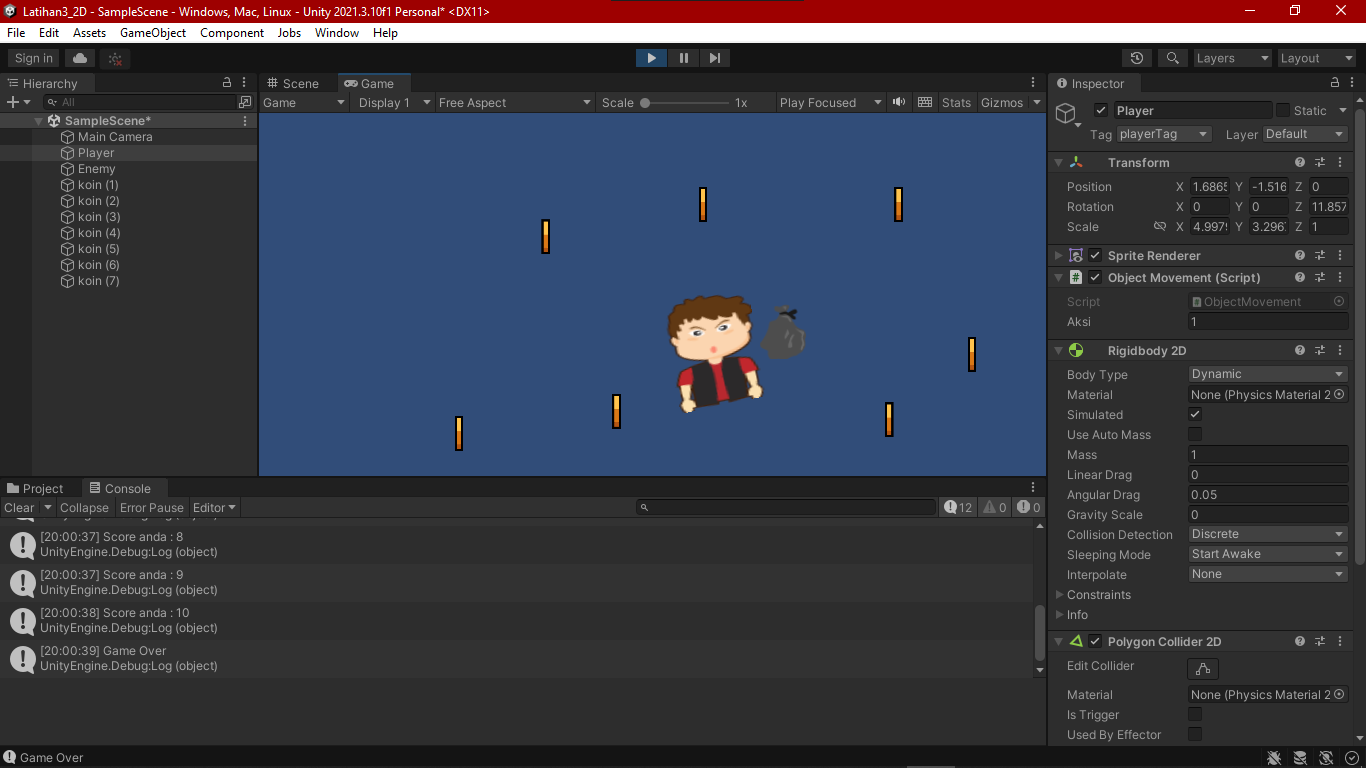 Latihan3_2D - SampleScene - Windows, Mac, Linux - Unity 2021.3.10f1 Personal* <DX11>
File Edit Assets GameObject Component Jobs Window Help
Sign in Layers Layout
Hierarchy
All
SampleScene*
Main Camera
Player
Enemy
koin (1)
koin (2)
koin (3)
koin (4)
koin (5)
koin (6)
koin (7)
Scene Game
Game Display 1 Free Aspect Scale 1x Play Focused Stats Gizmos
Project Console
Clear Collapse Error Pause Editor 12 0 0
[20:00:37] Score anda : 8
UnityEngine.Debug:Log (object)
[20:00:37] Score anda : 9
UnityEngine.Debug:Log (object)
[20:00:38] Score anda : 10
UnityEngine.Debug:Log (object)
[20:00:39] Game Over
UnityEngine.Debug:Log (object)
Inspector
Player Static
Tag playerTag Layer Default
Transform
Position X 1.6865 Y -1.516 Z 0
Rotation X 0 Y 0 Z 11.857
Scale X 4.9979 Y 3.296 Z 1
Sprite Renderer
# Object Movement (Script)
Script ObjectMovement
Aksi 1
Rigidbody 2D
Body Type Dynamic
Material None (Physics Material 2
Simulated
Use Auto Mass
Mass 1
Linear Drag 0
Angular Drag 0.05
Gravity Scale 0
Collision Detection Discrete
Sleeping Mode Start Awake
Interpolate None
Constraints
Info
Polygon Collider 2D
Edit Collider
Material None (Physics Material 2
Is Trigger
Used By Effector
Game Over